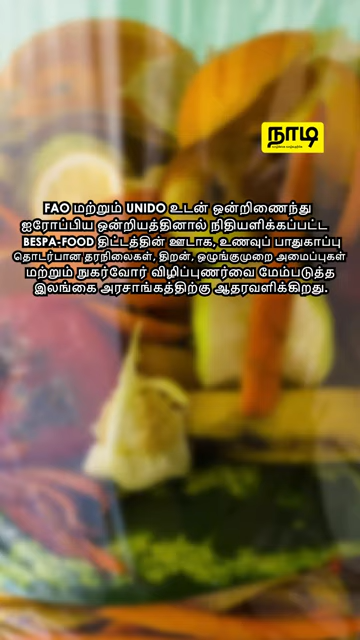 நாடி
FAO மற்றும் UNIDO உடன் ஒன்றிணைந்து
ஐரோப்பிய ஒன்றியத்தினால் நிதியளிக்கப்பட்ட
BESPA-FOOD திட்டத்தின் ஊடாக, உணவுப் பாதுகாப்பு
தொடர்பான தரநிலைகள், திறன், ஒழுங்குமுறை அமைப்புகள்
மற்றும் நுகர்வோர் விழிப்புணர்வை மேம்படுத்த
இலங்கை அரசாங்கத்திற்கு ஆதரவளிக்கிறது.